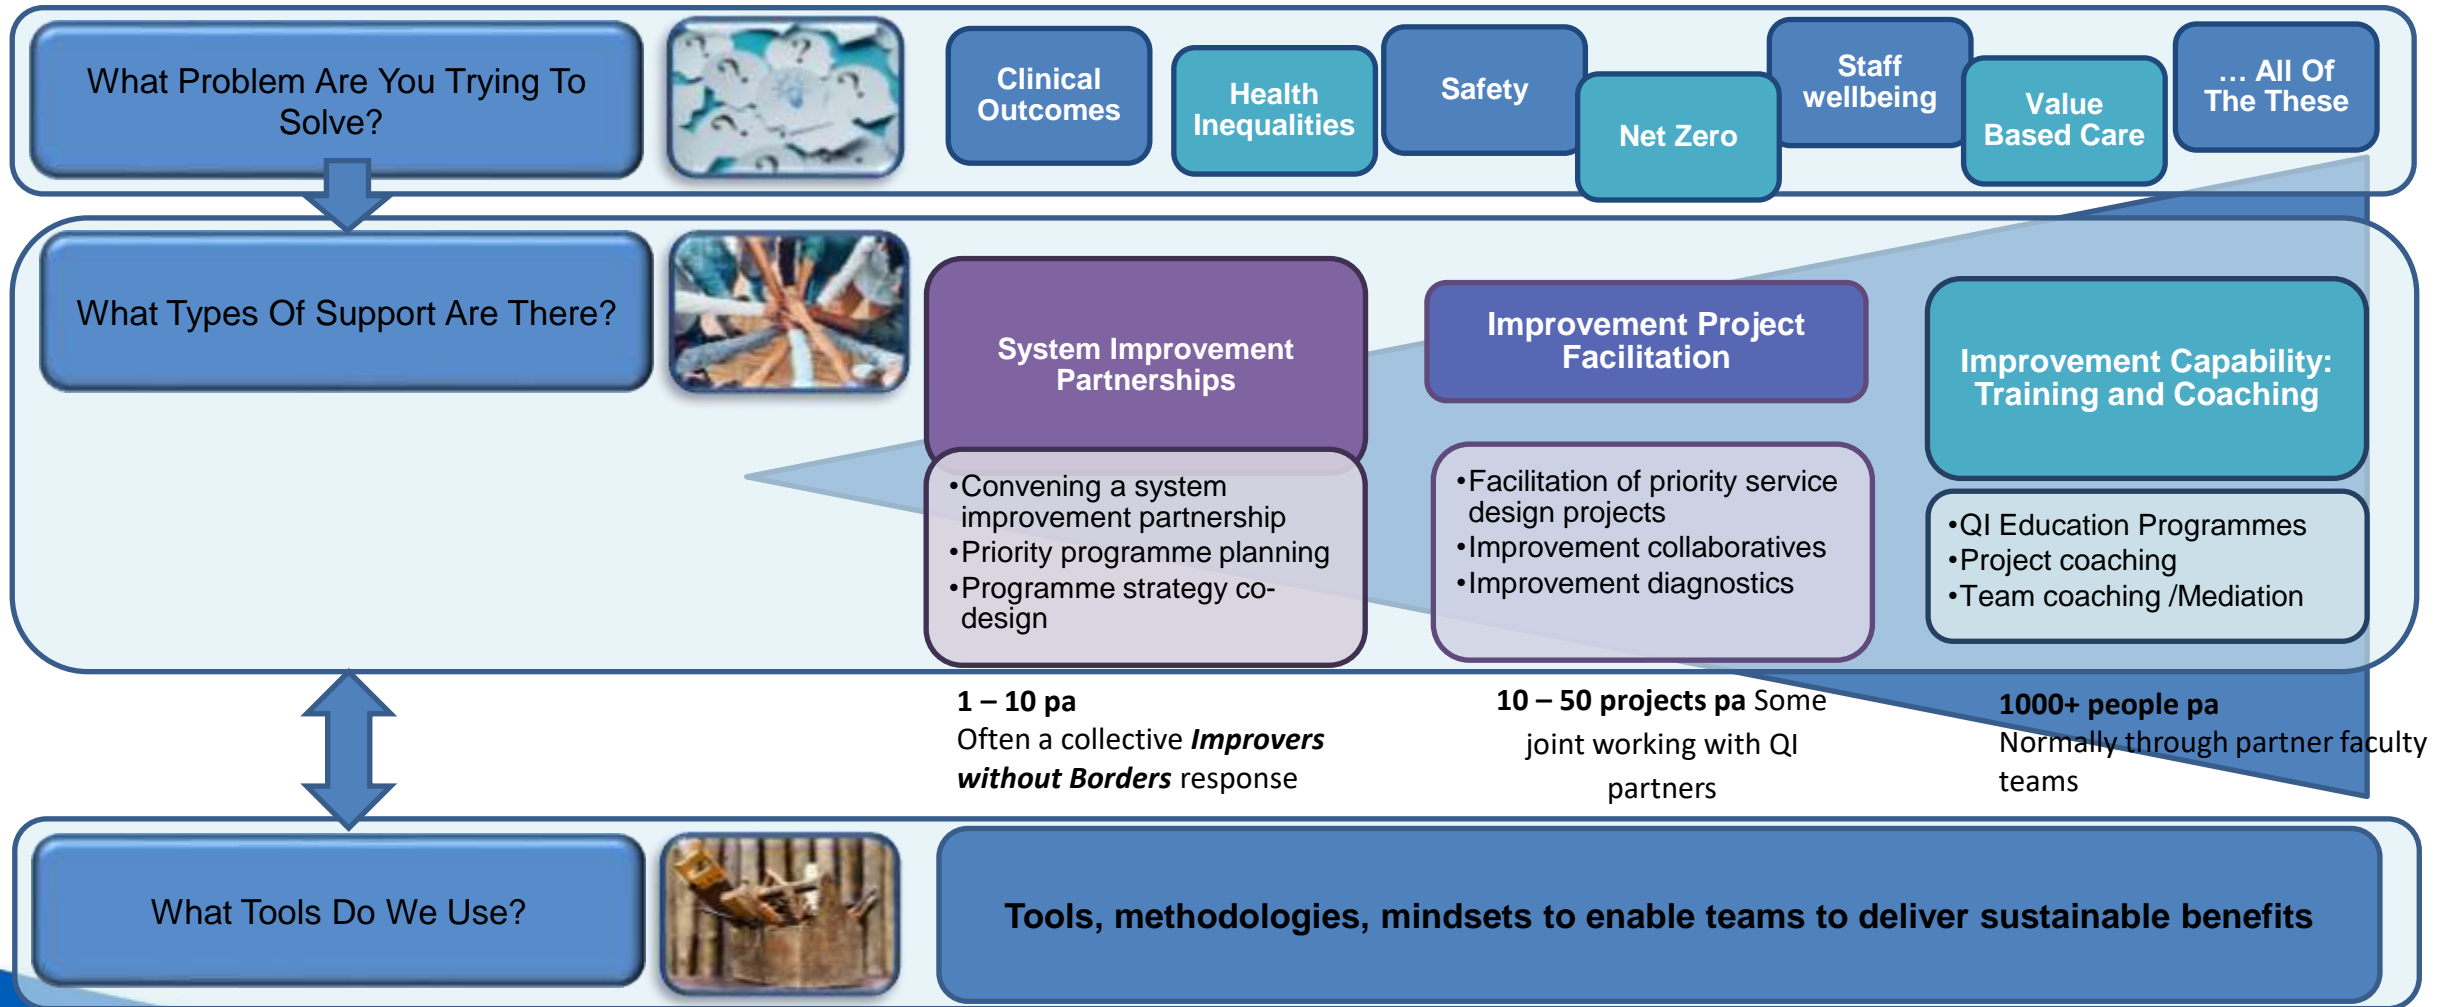 What Problem Are You Trying To
Solve?
Clinical
Outcomes
Health
Inequalities
Safety
Net Zero
Staff
wellbeing
Value
Based Care
… All Of
The These
What Types Of Support Are There?
System Improvement
Partnerships
•Convening a system
improvement partnership
•Priority programme planning
•Programme strategy co-
design
Improvement Project
Facilitation
•Facilitation of priority service
design projects
•Improvement collaboratives
•Improvement diagnostics
Improvement Capability:
Training and Coaching
•QI Education Programmes
•Project coaching
•Team coaching /Mediation
1 – 10 pa
Often a collective Improvers
without Borders response
10 – 50 projects pa Some
joint working with QI
partners
1000+ people pa
Normally through partner faculty
teams
What Tools Do We Use?
Tools, methodologies, mindsets to enable teams to deliver sustainable benefits